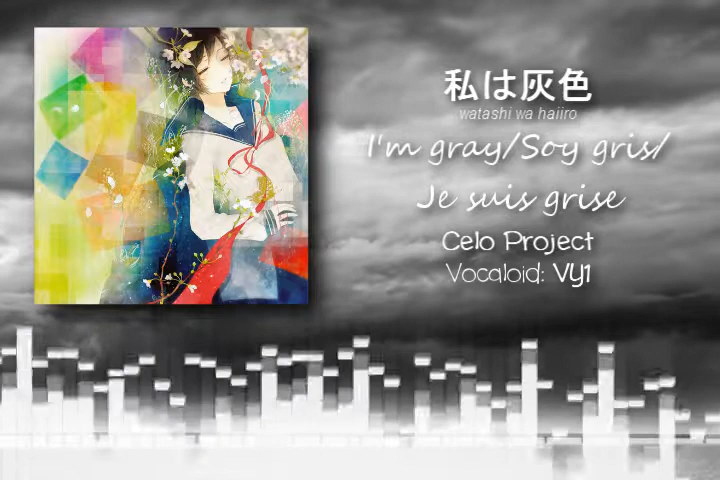 私は灰色
watashi wa haiiro
I'm gray/Soy gris/
Je suis grise
Celo Project
Vocaloid: VY1